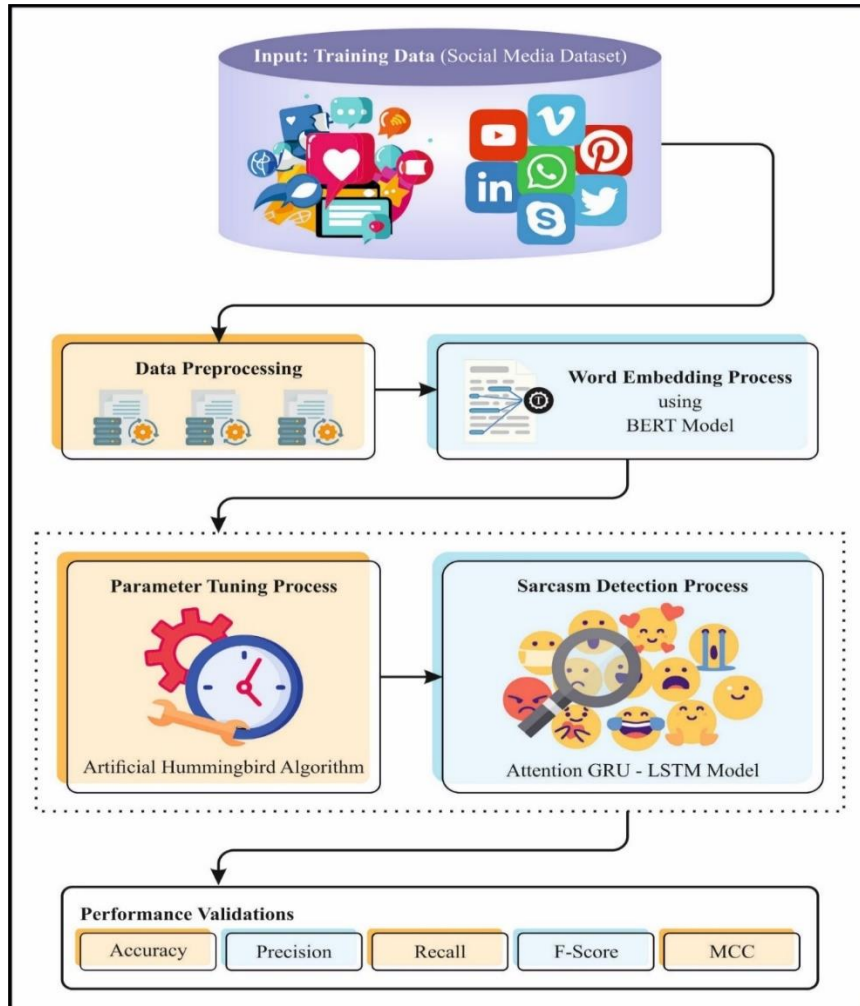 Input: Training Data (Social Media Dataset)
in
Data Preprocessing
Word Embedding Process
using
BERT Model
Parameter Tuning Process
Artificial Hummingbird Algorithm
Sarcasm Detection Process
Attention GRU - LSTM Model
Performance Validations
Accuracy
Precision
Recall
F-Score
MCC